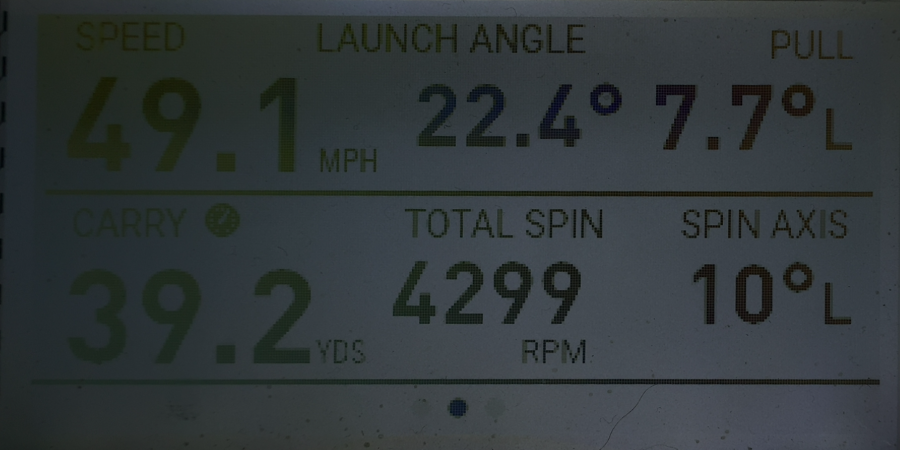 SPEED LAUNCH ANGLE PULL
49.1 MPH 22.4° 7.7° L
CARRY TOTAL SPIN SPIN AXIS
39.2 YDS 4299 RPM 10° L